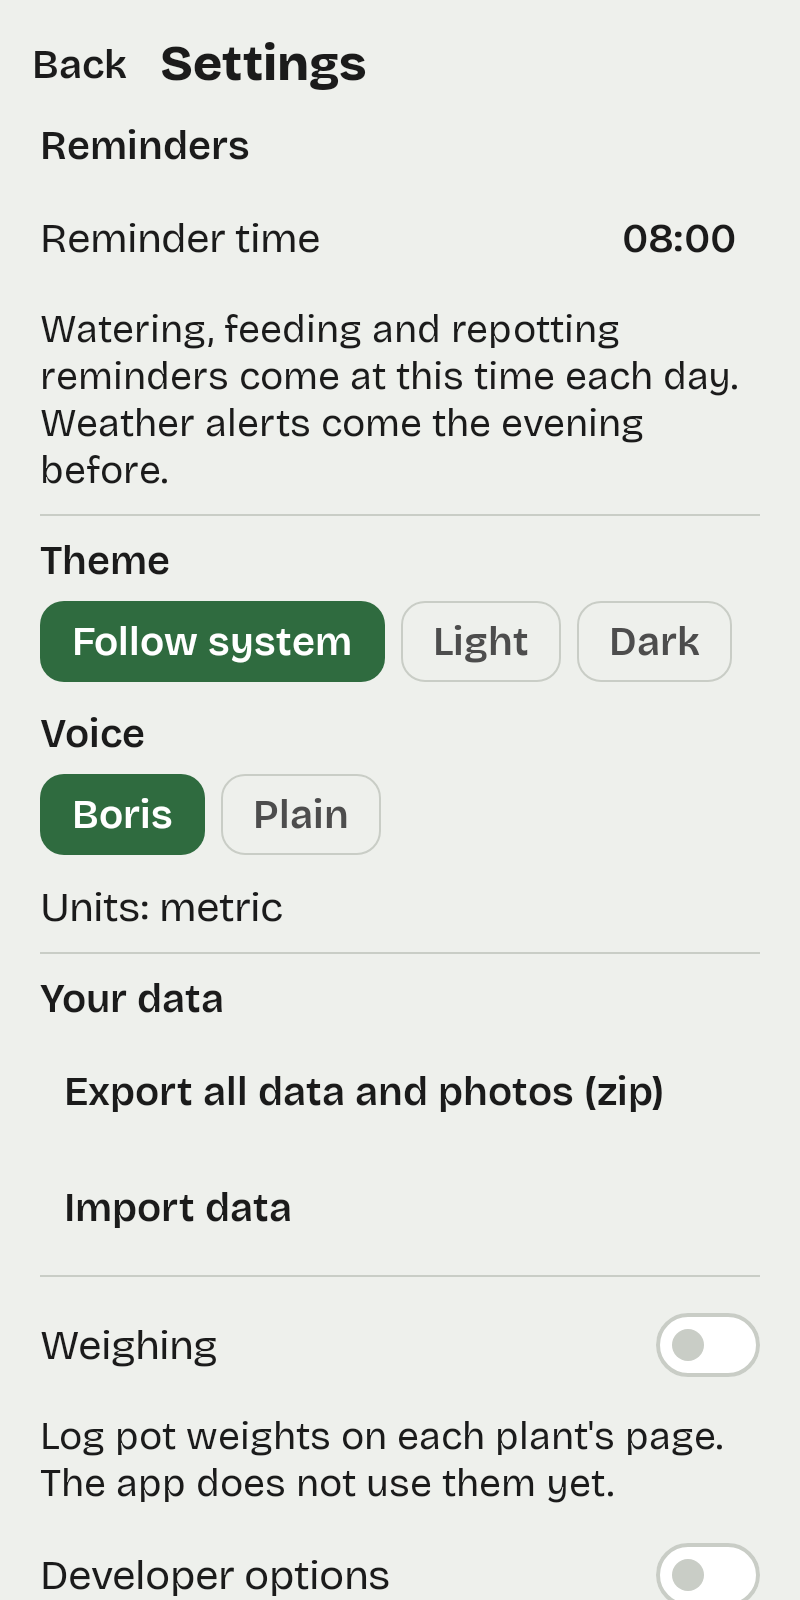 Back Settings
Reminders
Reminder time 08:00
Watering, feeding and repotting
reminders come at this time each day.
Weather alerts come the evening
before.
Theme
Follow system Light Dark
Voice
Boris Plain
Units: metric
Your data
Export all data and photos (zip)
Import data
Weighing
Log pot weights on each plant's page.
The app does not use them yet.
Developer options